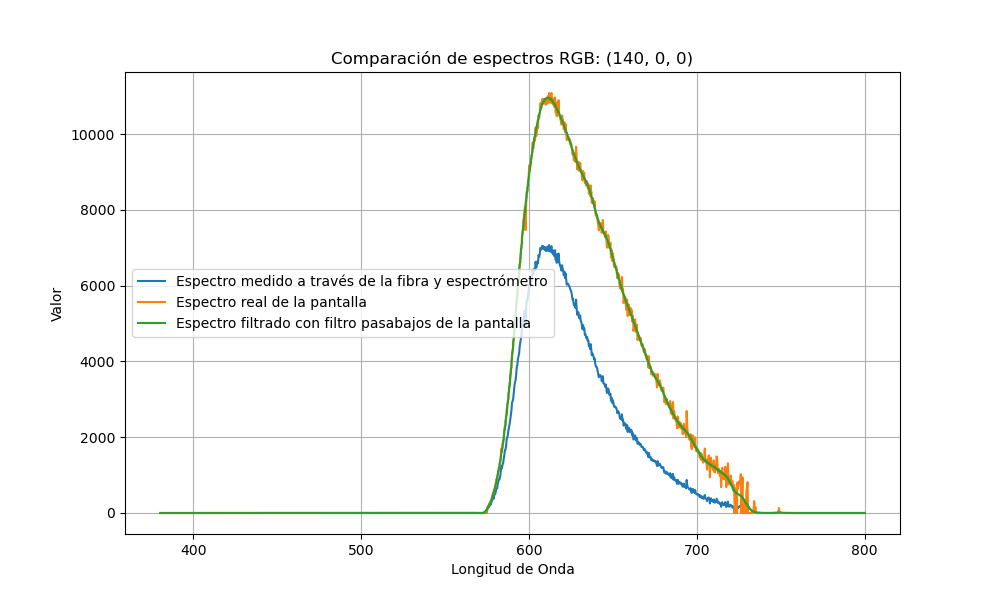 Comparación de espectros RGB: (140, 0, 0)
Valor
10000
8000
6000
4000
2000
0
Espectro medido a través de la fibra y espectrómetro
Espectro real de la pantalla
Espectro filtrado con filtro pasabajos de la pantalla
400 500 600 700 800
Longitud de Onda